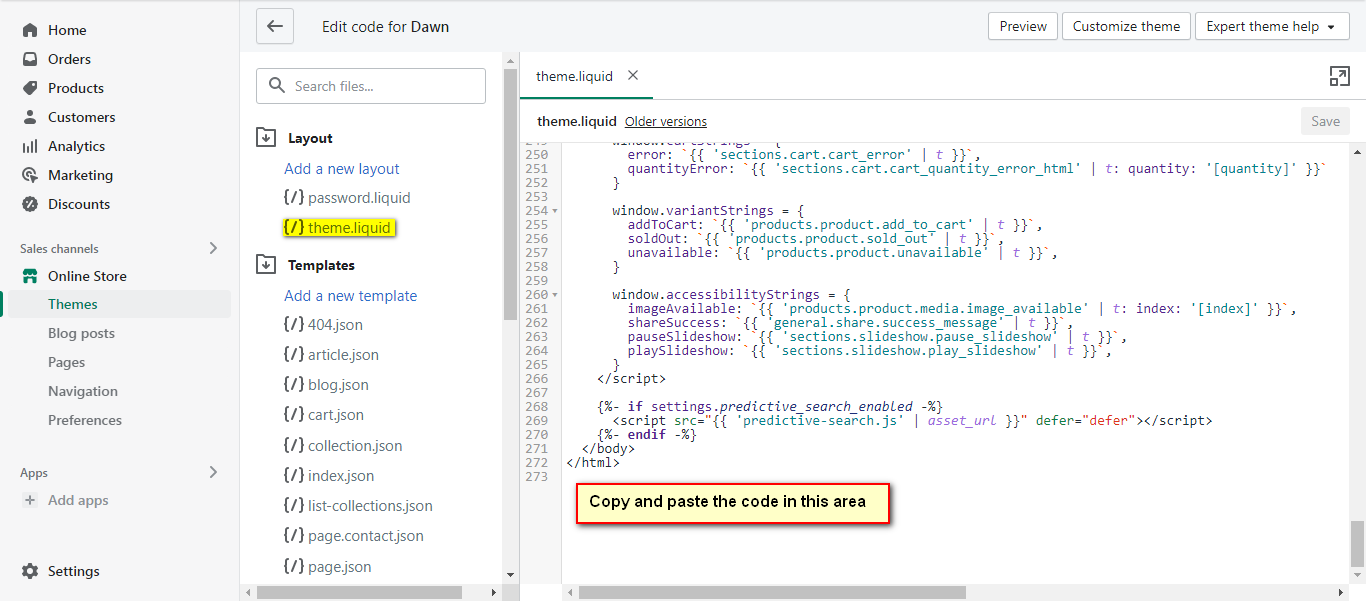 Home
Orders
Products
Customers
Analytics
Marketing
Discounts
Sales channels
Online Store
Themes
Blog posts
Pages
Navigation
Preferences
Apps
Add apps
Settings
Edit code for Dawn
Preview
Customize theme
Expert theme help
Search files...
Layout
Add a new layout
{/} password.liquid
{/} theme.liquid
Templates
Add a new template
{/} 404.json
{/} article.json
{/} blog.json
{/} cart.json
{/} collection.json
{/} index.json
{/} list-collections.json
{/} page.contact.json
{/} page.json
theme.liquid
theme.liquid Older versions
Save
250 error: `{{ 'sections.cart.cart_error' | t }}`,
251 quantityError: `{{ 'sections.cart.cart_quantity_error_html' | t: quantity: '[quantity]' }}`
252 }
253
254 window.variantStrings = {
255 addToCart: `{{ 'products.product.add_to_cart' | t }}`,
256 soldOut: `{{ 'products.product.sold_out' | t }}`,
257 unavailable: `{{ 'products.product.unavailable' | t }}`,
258 }
259
260 window.accessibilityStrings = {
261 imageAvailable: `{{ 'products.product.media.image_available' | t: index: '[index]' }}`,
262 shareSuccess: `{{ 'general.share.success_message' | t }}`,
263 pauseSlideshow: `{{ 'sections.slideshow.pause_slideshow' | t }}`,
264 playSlideshow: `{{ 'sections.slideshow.play_slideshow' | t }}`,
265 }
266 </script>
267
268 {%- if settings.predictive_search_enabled -%}
269 <script src="{{ 'predictive-search.js' | asset_url }}" defer="defer"></script>
270 {%- endif -%}
271 </body>
272 </html>
273
Copy and paste the code in this area